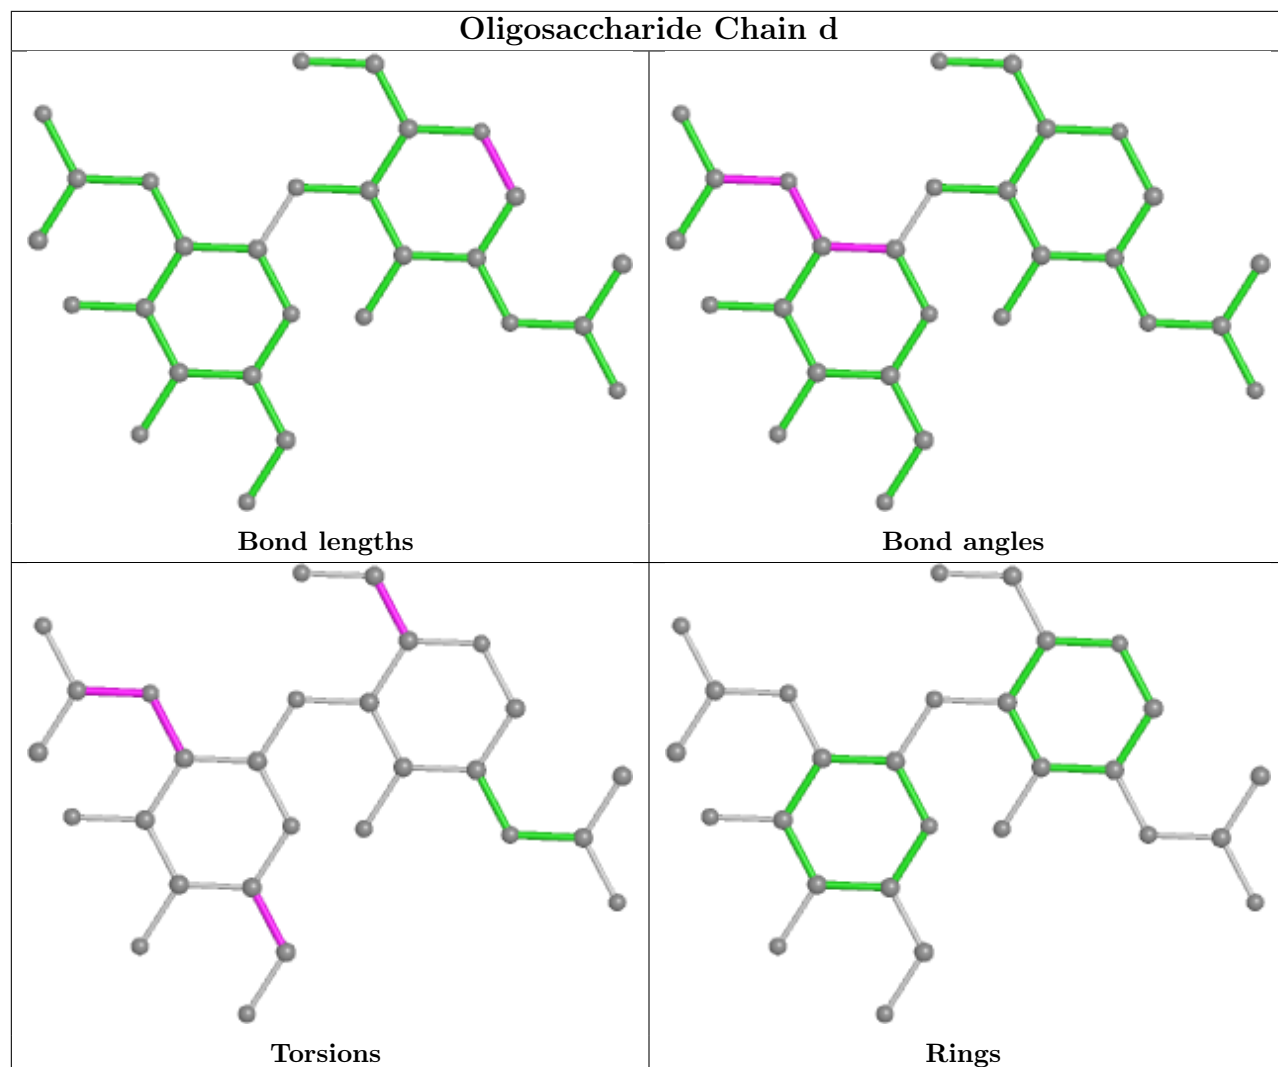 Oligosaccharide Chain d
Bond lengths
Bond angles
Torsions
Rings